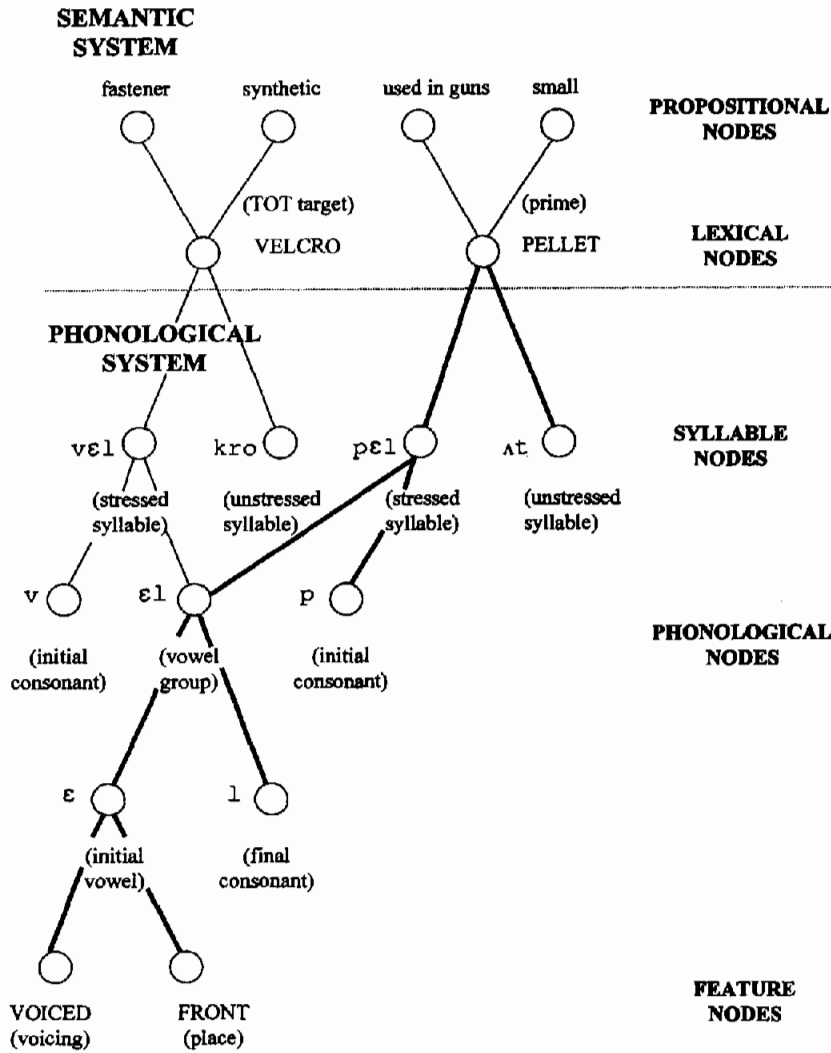 SEMANTIC
SYSTEM
fastener synthetic used in guns small
PROPOSITIONAL
NODES
(TOT target) (prime)
VELCRO PELLET
LEXICAL
NODES
PHONOLOGICAL
SYSTEM
vɛl kro pɛl ʌt
SYLLABLE
NODES
(stressed (unstressed (stressed (unstressed
syllable) syllable) syllable) syllable)
v ɛl p
PHONOLOGICAL
NODES
(initial (vowel (initial
consonant) group) consonant)
ɛ l
(initial (final
vowel) consonant)
VOICED FRONT
(voicing) (place)
FEATURE
NODES